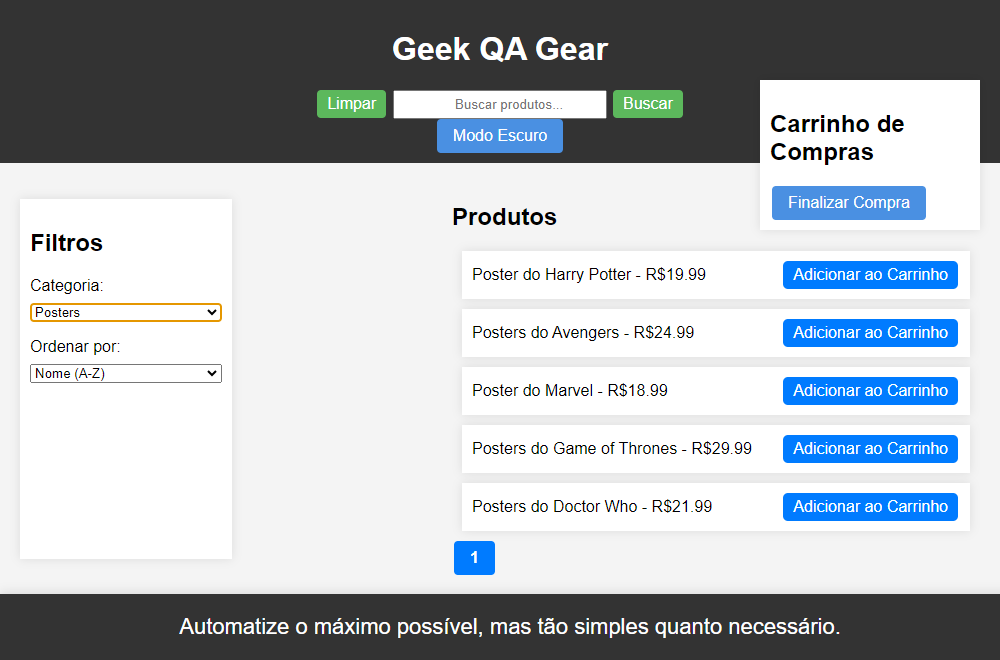 Geek QA Gear
Limpar
Buscar produtos...
Buscar
Modo Escuro
Carrinho de
Compras
Finalizar Compra
Filtros
Categoria:
Posters
Ordenar por:
Nome (A-Z)
Produtos
Poster do Harry Potter - R$19.99 Adicionar ao Carrinho
Posters do Avengers - R$24.99 Adicionar ao Carrinho
Poster do Marvel - R$18.99 Adicionar ao Carrinho
Posters do Game of Thrones - R$29.99 Adicionar ao Carrinho
Posters do Doctor Who - R$21.99 Adicionar ao Carrinho
1
Automatize o máximo possível, mas tão simples quanto necessário.